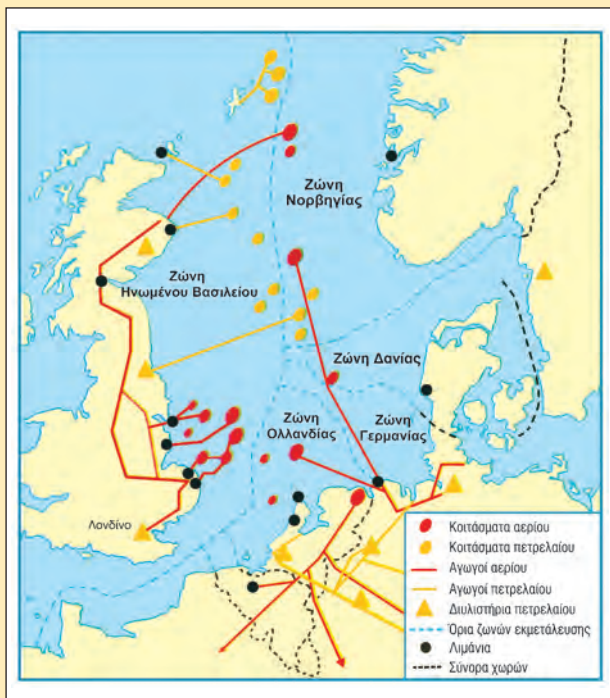 Ζώνη
Νορβηγίας
Ζώνη
Ηνωμένου Βασιλείου
Ζώνη Δανίας
Ζώνη
Ολλανδίας
Ζώνη
Γερμανίας
Λονδίνο
Κοιτάσματα αερίου
Κοιτάσματα πετρελαίου
Αγωγοί αερίου
Αγωγοί πετρελαίου
Διυλιστήρια πετρελαίου
Όρια ζωνών εκμετάλευσης
Λιμάνια
Σύνορα χωρών